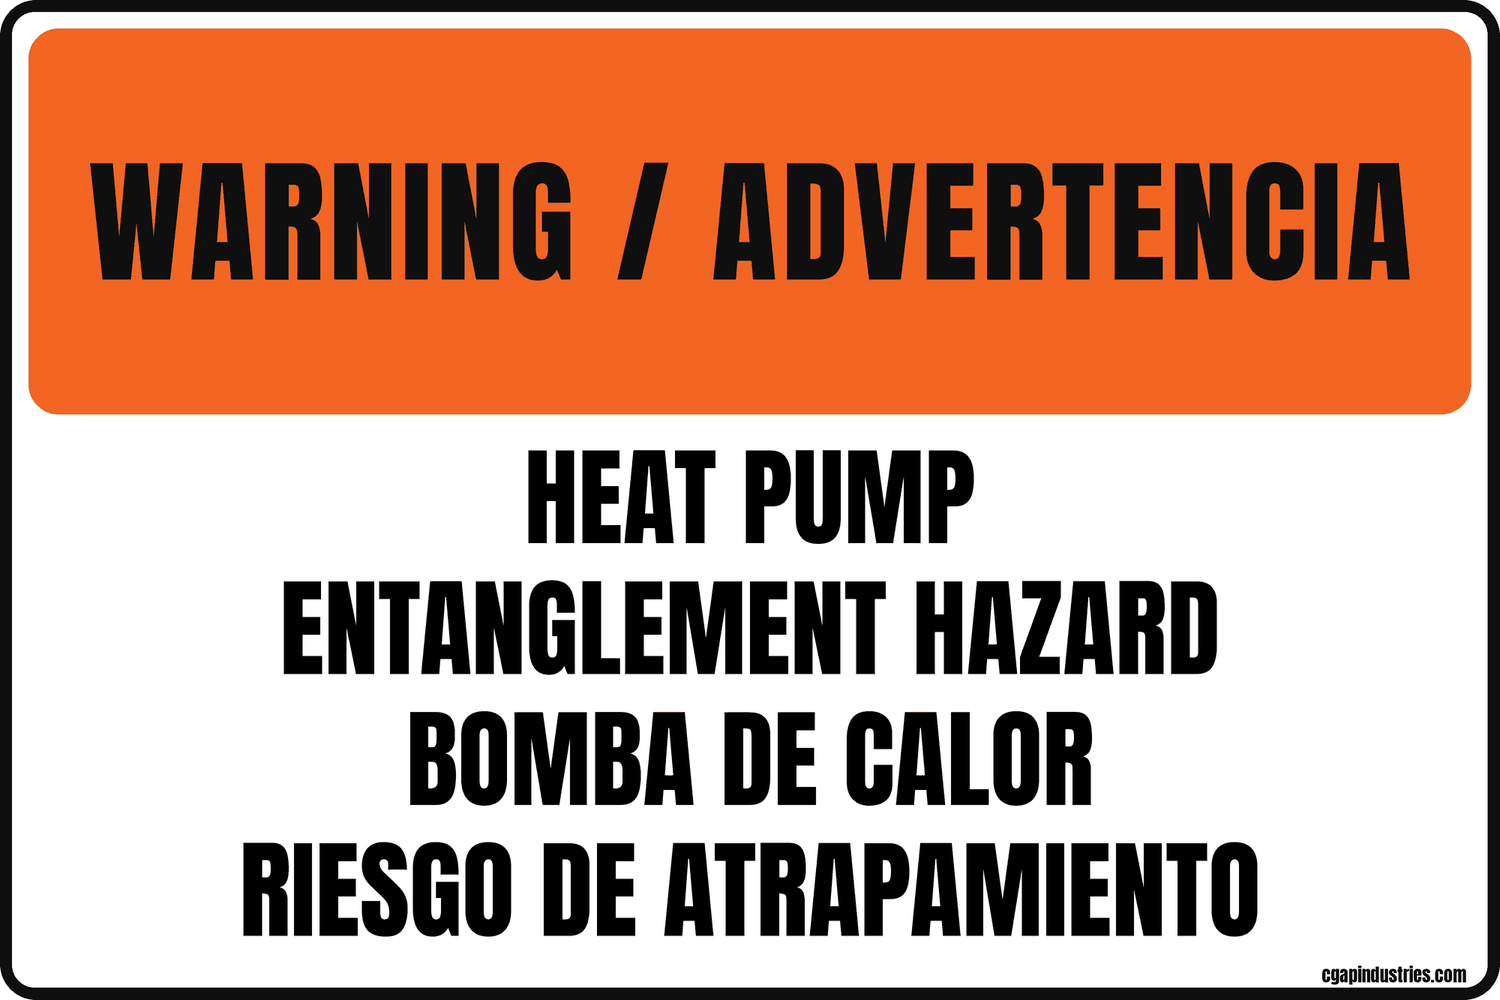 WARNING / ADVERTENCIA
HEAT PUMP
ENTANGLEMENT HAZARD
BOMBA DE CALOR
RIESGO DE ATRAPAMIENTO
cgapindustries.com